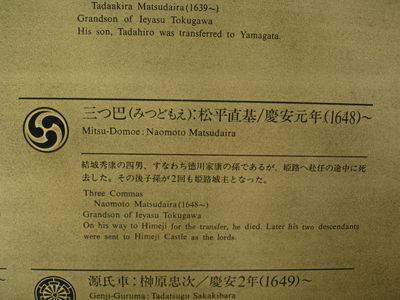 Tadaakira Matsudaira (1639~)
Grandson of Ieyasu Tokugawa
His son, Tadahiro was transferred to Yamagata.
三つ巴(みつどもえ):松平直基/慶安元年(1648)~
Mitsu-Domoe: Naomoto Matsudaira
結城秀康の四男、すなわち徳川家康の孫であるが、姫路へ赴任の途中に死
去した。その後子孫が2回も姫路城主となった。
Three Commas
Naomoto Matsudaira (1648~)
Grandson of Ieyasu Tokugawa
On his way to Himeji for the transfer, he died. Later his two descendants
were sent to Himeji Castle as the lords.
源氏車:榊原忠次/慶安2年(1649)~
Genji-Guruma: Tadatsugu Sakakibara